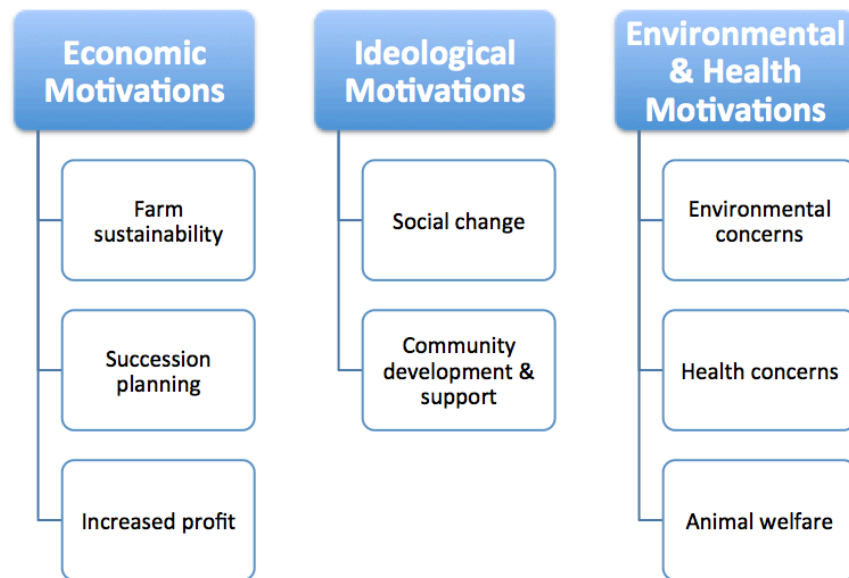 Economic
Motivations
Farm
sustainability
Succession
planning
Increased profit
Ideological
Motivations
Social change
Community
development &
support
Environmental
& Health
Motivations
Environmental
concerns
Health concerns
Animal welfare